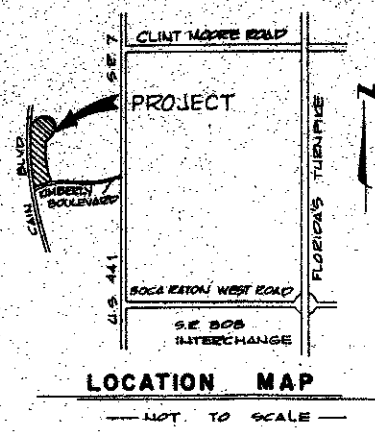 CLINT MOORE ROAD
S.R. 7
PROJECT
CAIN BLVD
KIMBERLY
BOULEVARD
FLORIDA'S TURNPIKE
U.S. 441
BOCA RATON WEST ROAD
S.R. 808
INTERCHANGE
LOCATION MAP
NOT TO SCALE